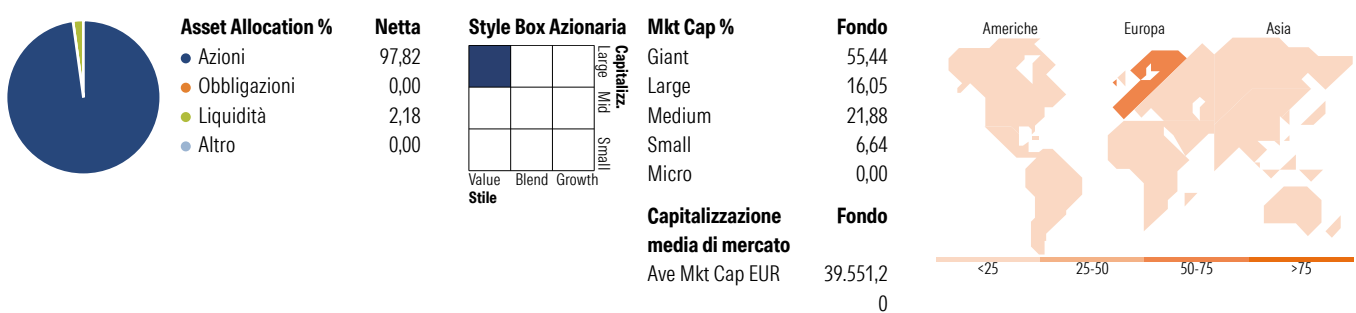 Asset Allocation % Netta
Azioni 97,82
Obbligazioni 0,00
Liquidità 2,18
Altro 0,00
Style Box Azionaria
Capitalizz.
Large Mid Small
Value Blend Growth
Stile
Mkt Cap % Fondo
Giant 55,44
Large 16,05
Medium 21,88
Small 6,64
Micro 0,00
Capitalizzazione Fondo
media di mercato
Ave Mkt Cap EUR 39.551,2
0
Americhe Europa Asia
<25 25-50 50-75 >75